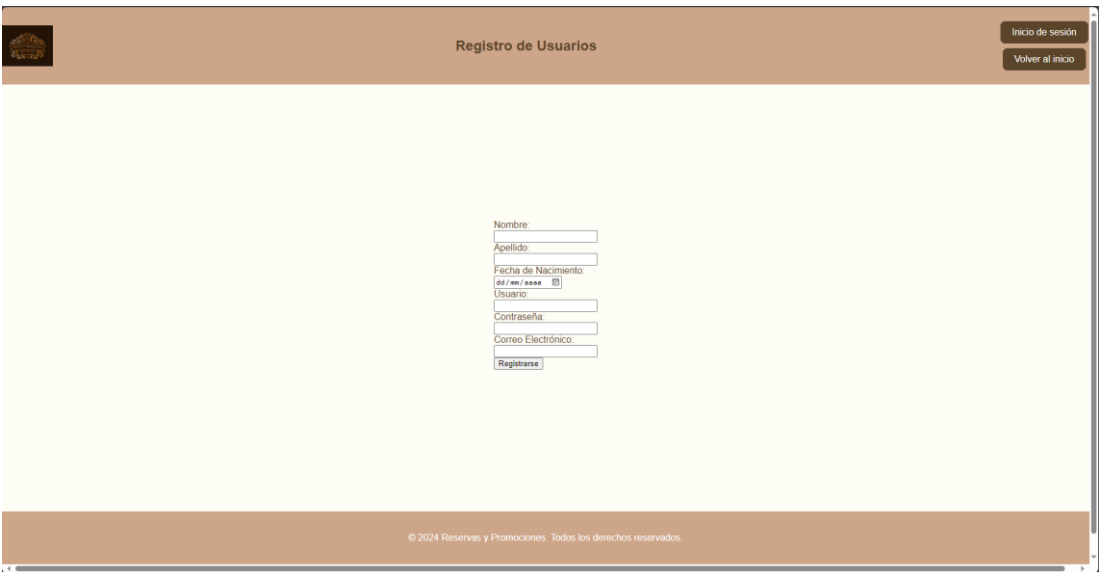 Registro de Usuarios
Inicio de sesión
Volver al inicio
Nombre:
Apellido:
Fecha de Nacimiento:
dd/mm/aaaa
Usuario:
Contraseña:
Correo Electrónico:
Registrarse
© 2024 Reservas y Promociones. Todos los derechos reservados.